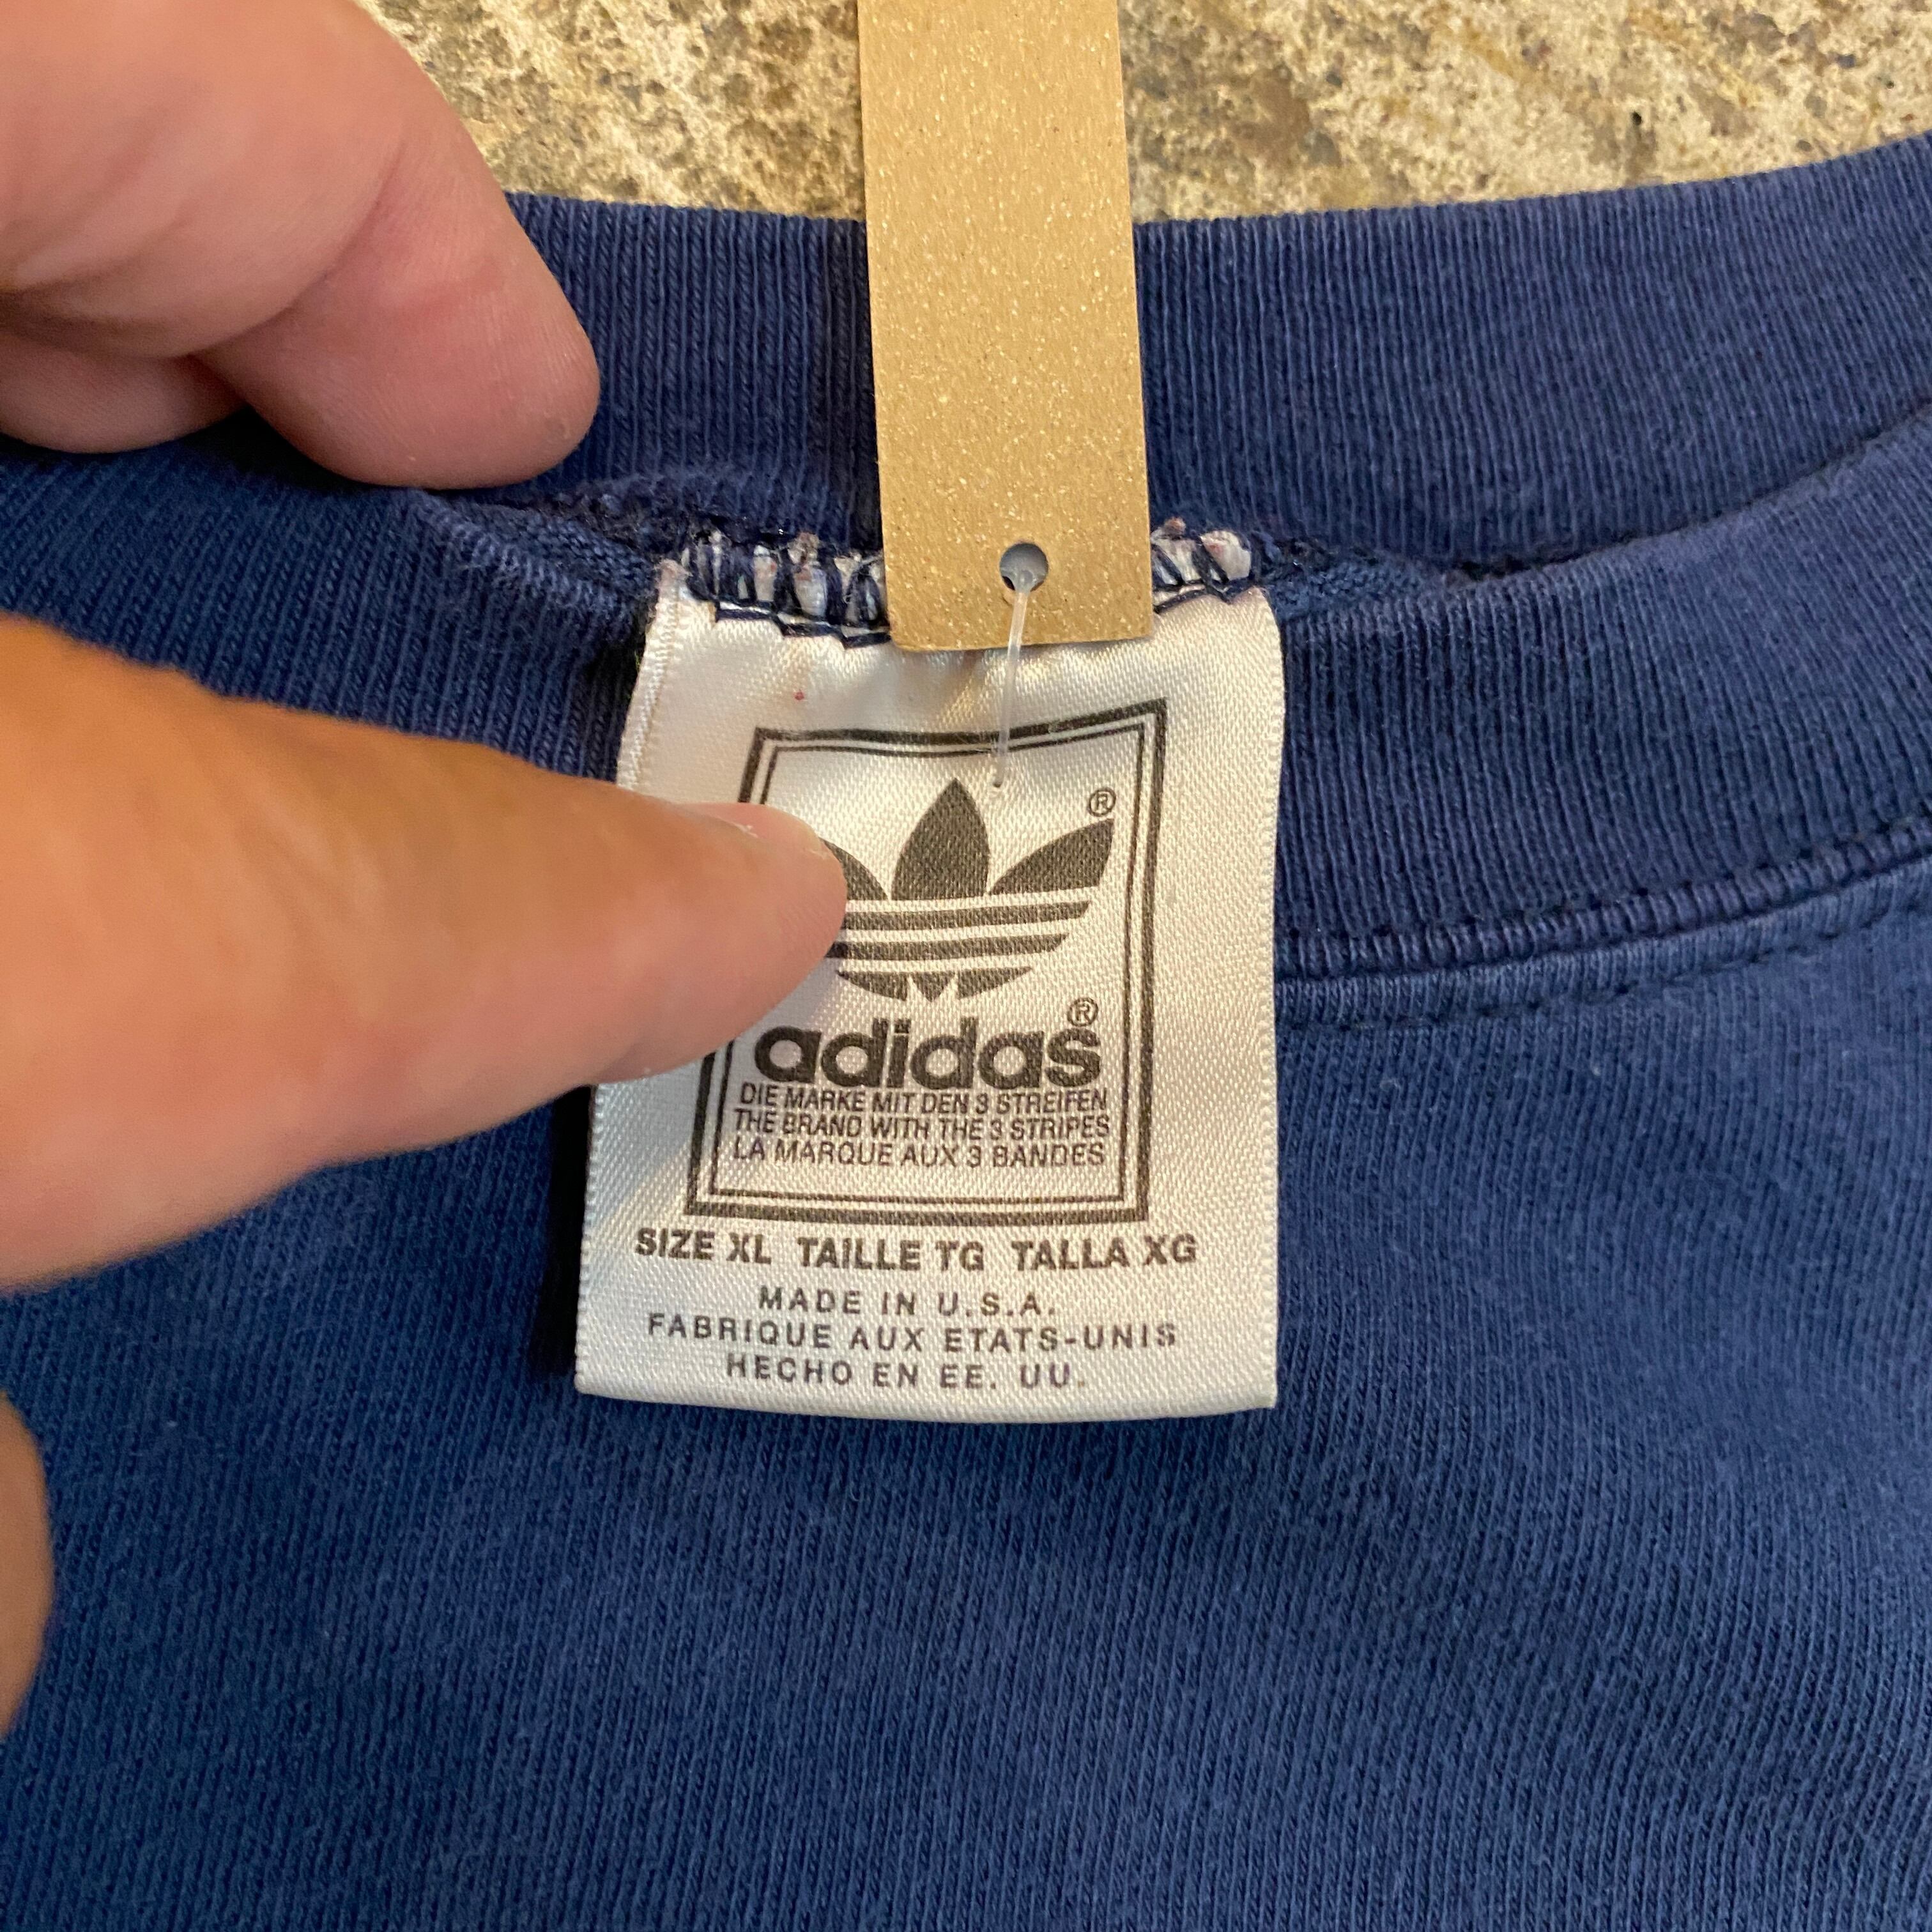 ®
adidas®
DIE MARKE MIT DEN 3 STREIFEN
THE BRAND WITH THE 3 STRIPES
LA MARQUE AUX 3 BANDES
SIZE XL TAILLE TG TALLA XG
MADE IN U.S.A.
FABRIQUE AUX ETATS-UNIS
HECHO EN EE. UU.